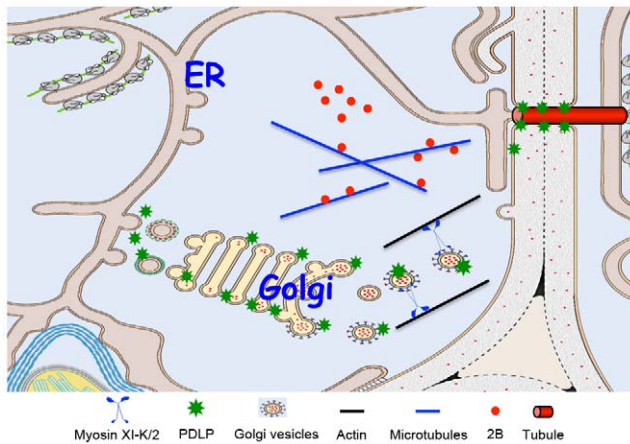 ER
Golgi
Myosin XI-K/2 PDLP Golgi vesicles Actin Microtubules 2B Tubule